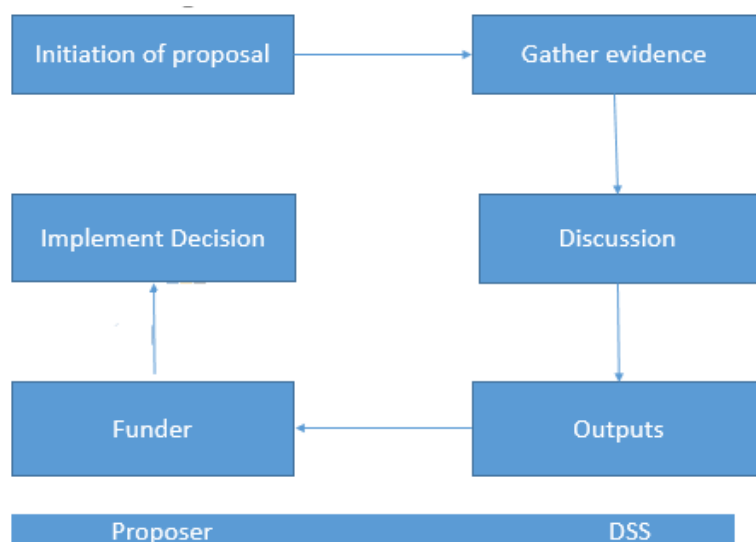 Initiation of proposal
Gather evidence
Implement Decision
Discussion
Funder
Outputs
Proposer
DSS